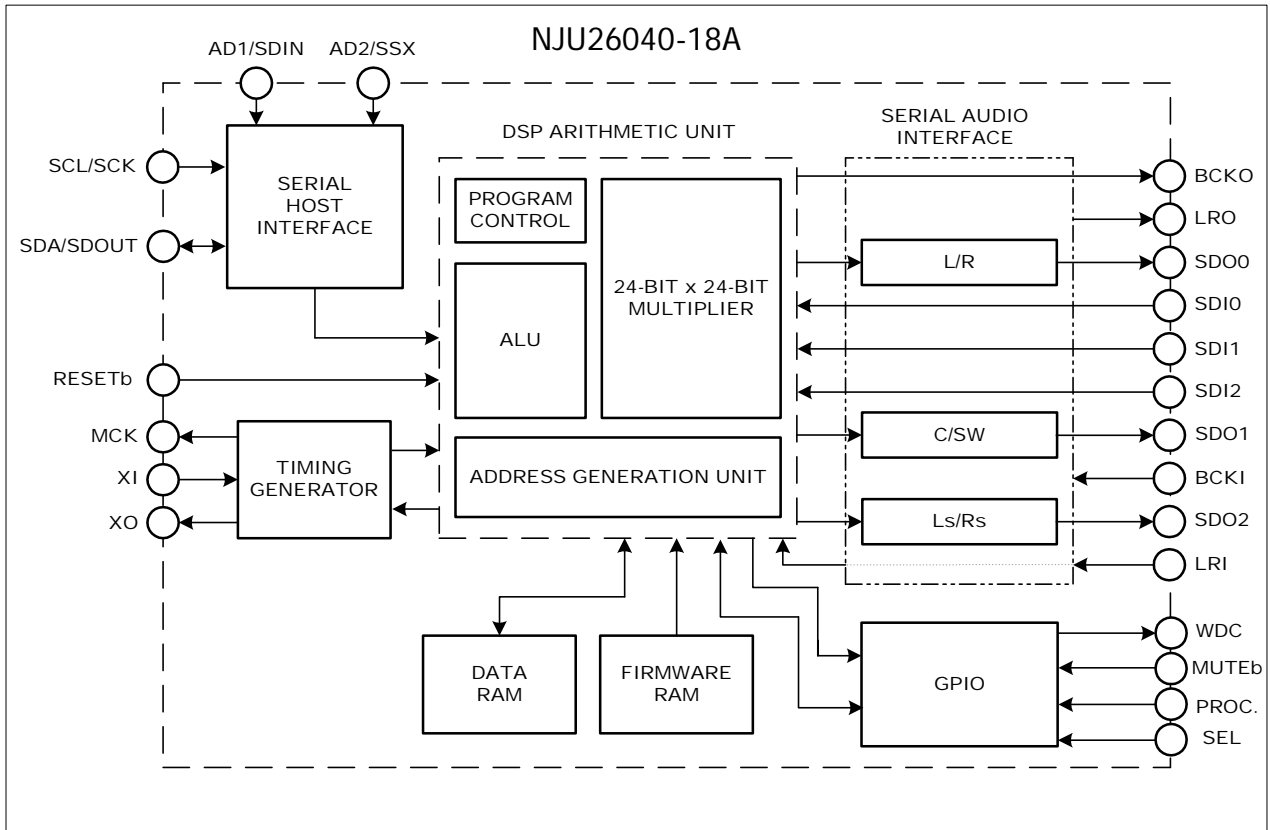 NJU26040-18A
AD1/SDIN
AD2/SSX
SERIAL AUDIO
INTERFACE
DSP ARITHMETIC UNIT
SCL/SCK
SDA/SDOUT
SERIAL
HOST
INTERFACE
PROGRAM
CONTROL
24-BIT x 24-BIT
MULTIPLIER
ALU
ADDRESS GENERATION UNIT
L/R
C/SW
Ls/Rs
BCKO
LRO
SDO0
SDI0
SDI1
SDI2
SDO1
BCKI
SDO2
LRI
RESETb
MCK
XI
XO
TIMING
GENERATOR
DATA
RAM
FIRMWARE
RAM
GPIO
WDC
MUTEb
PROC.
SEL